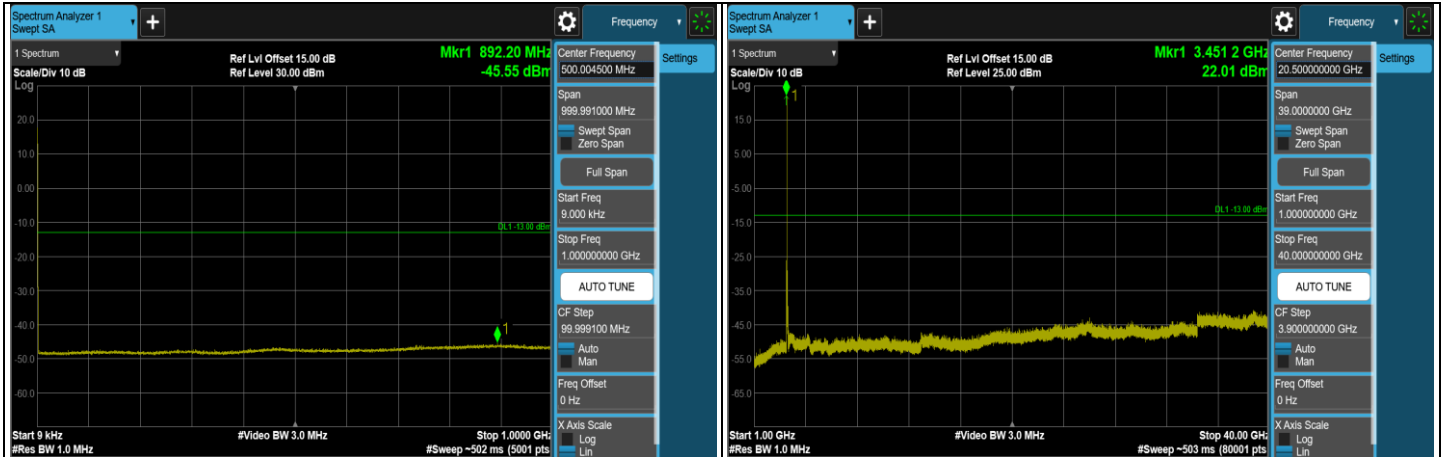 Spectrum Analyzer 1
Swept SA
+
Frequency
1 Spectrum
Scale/Div 10 dB
Log
Ref Lvl Offset 15.00 dB
Ref Level 30.00 dBm
Mkr1 892.20 MHz
-45.55 dBm
1
20.0
10.0
0.00
-10.0
-20.0
-30.0
-40.0
-50.0
-60.0
DL1 -13.00 dBm
1
Start 9 kHz
#Res BW 1.0 MHz
#Video BW 3.0 MHz
Stop 1.0000 GHz
#Sweep ~502 ms (5001 pts
Center Frequency
500.004500 MHz
Settings
Span
999.991000 MHz
Swept Span
Zero Span
Full Span
Start Freq
9.000 kHz
Stop Freq
1.000000000 GHz
AUTO TUNE
CF Step
99.999100 MHz
Auto
Man
Freq Offset
0 Hz
X Axis Scale
Log
Lin
Spectrum Analyzer 1
Swept SA
+
Frequency
1 Spectrum
Scale/Div 10 dB
Log
Ref Lvl Offset 15.00 dB
Ref Level 25.00 dBm
Mkr1 3.451 2 GHz
22.01 dBm
1
15.0
5.00
-5.00
-15.0
-25.0
-35.0
-45.0
-55.0
-65.0
DL1 -13.00 dBm
Start 1.00 GHz
#Res BW 1.0 MHz
#Video BW 3.0 MHz
Stop 40.00 GHz
#Sweep ~503 ms (80001 pts
Center Frequency
20.500000000 GHz
Settings
Span
39.0000000 GHz
Swept Span
Zero Span
Full Span
Start Freq
1.000000000 GHz
Stop Freq
40.000000000 GHz
AUTO TUNE
CF Step
3.900000000 GHz
Auto
Man
Freq Offset
0 Hz
X Axis Scale
Log
Lin